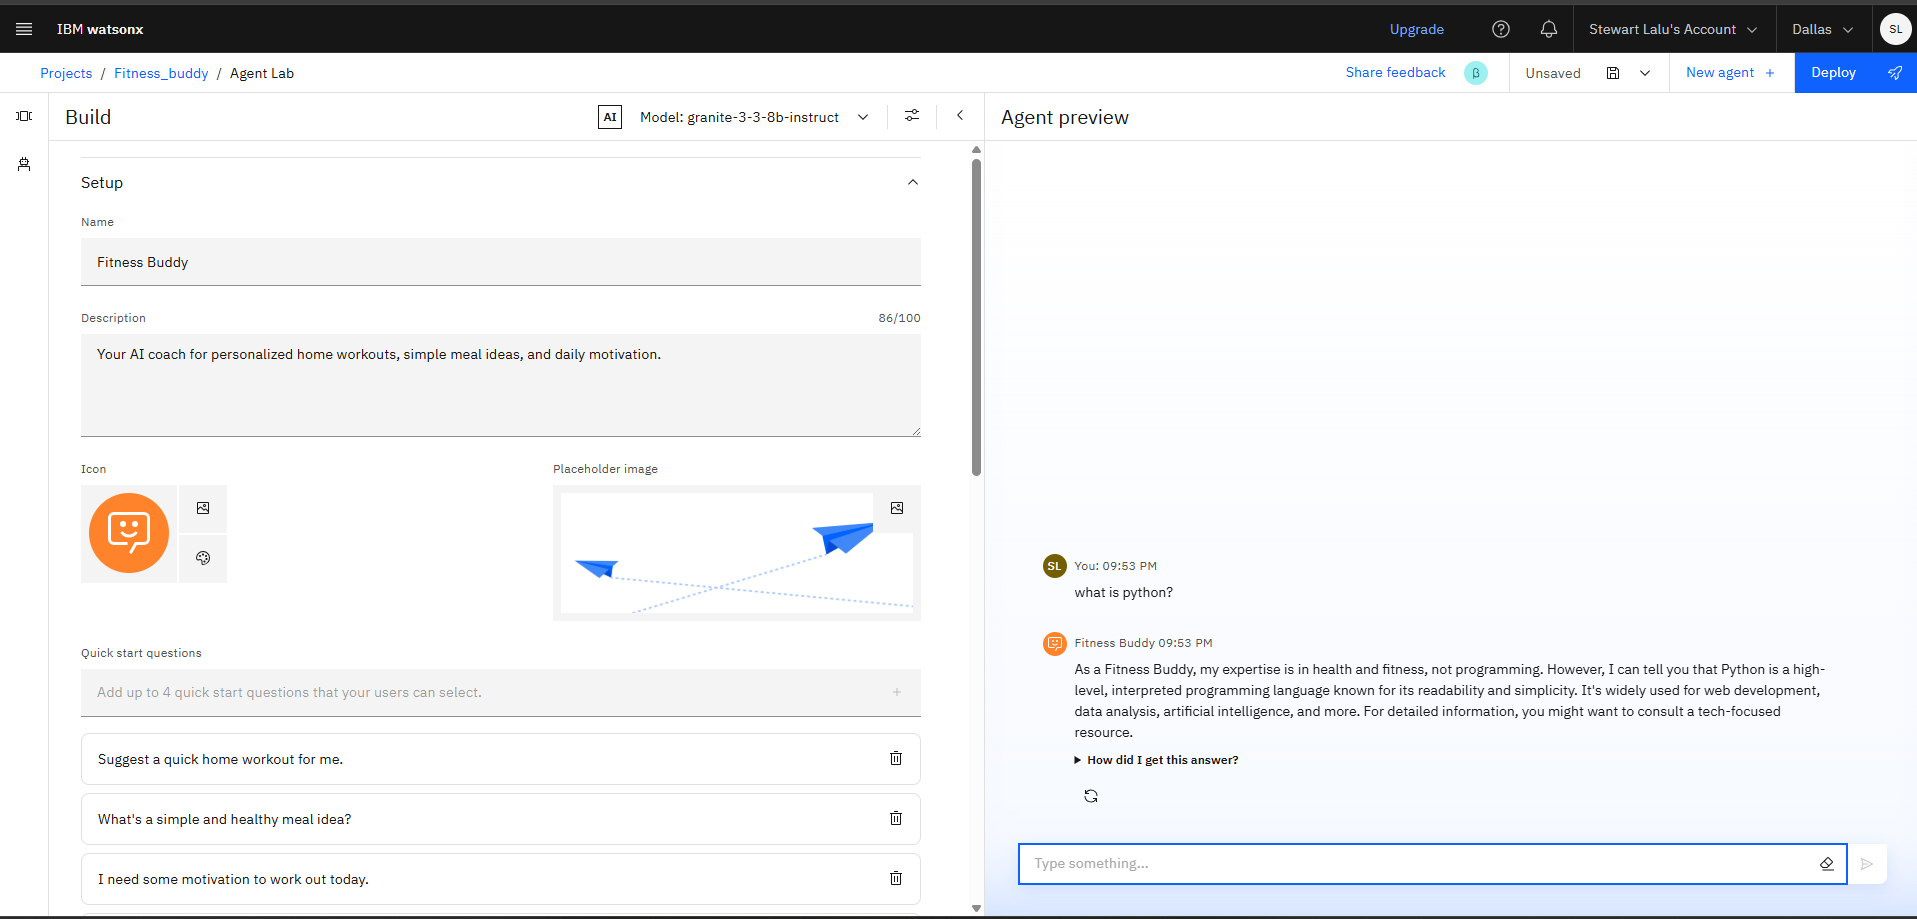 IBM watsonx
Upgrade
Stewart Lalu's Account
Dallas
SL
Projects / Fitness_buddy / Agent Lab
Share feedback
β
Unsaved
New agent +
Deploy
Build
AI
Model: granite-3-3-8b-instruct
Agent preview
Setup
Name
Fitness Buddy
Description
86/100
Your AI coach for personalized home workouts, simple meal ideas, and daily motivation.
Icon
Placeholder image
Quick start questions
Add up to 4 quick start questions that your users can select.
Suggest a quick home workout for me.
What's a simple and healthy meal idea?
I need some motivation to work out today.
SL
You: 09:53 PM
what is python?
Fitness Buddy 09:53 PM
As a Fitness Buddy, my expertise is in health and fitness, not programming. However, I can tell you that Python is a high-
level, interpreted programming language known for its readability and simplicity. It's widely used for web development,
data analysis, artificial intelligence, and more. For detailed information, you might want to consult a tech-focused
resource.
How did I get this answer?
Type something...